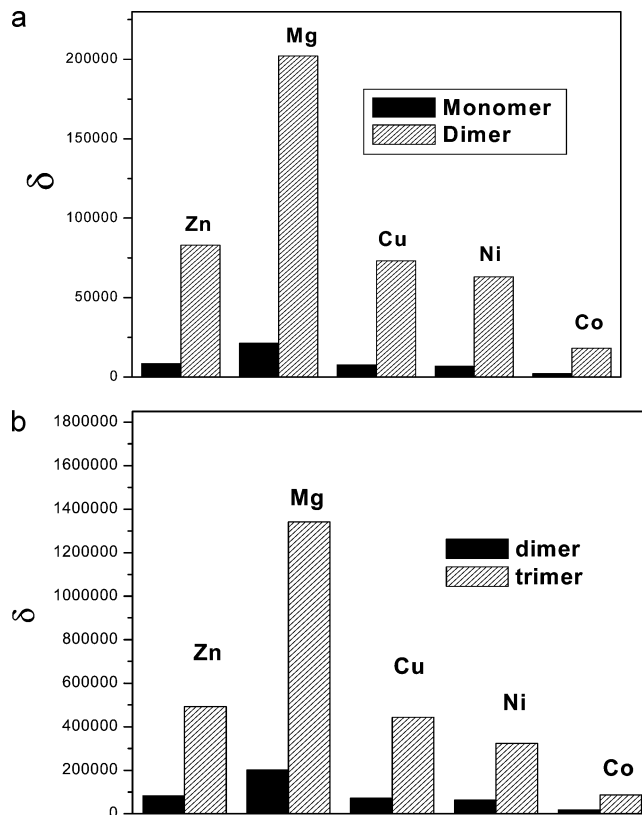 a
Mg
200000
Monomer
Dimer
150000
δ
100000
Zn
Cu
Ni
50000
Co
0
b
1800000
1600000
1400000
Mg
1200000
dimer
trimer
1000000
δ
800000
Zn
Cu
600000
Ni
400000
Co
200000
0